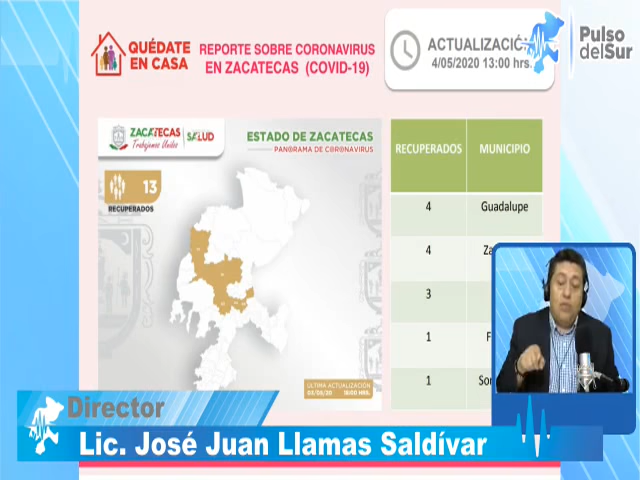 QUÉDATE
EN CASA
REPORTE SOBRE CORONAVIRUS
EN ZACATECAS (COVID-19)
4/05/2020 13:00 hrs.
Pulso
delSur
ZACATECAS
Trabajemos Unidos
SALUD
ESTADO DE ZACATECAS
PANORAMA DE CORONAVIRUS
13
RECUPERADOS
RECUPERADOS MUNICIPIO
4 Guadalupe
4
3
1
1
ÚLTIMA ACTUALIZACIÓN
Director
Lic. José Juan Llamas Saldívar